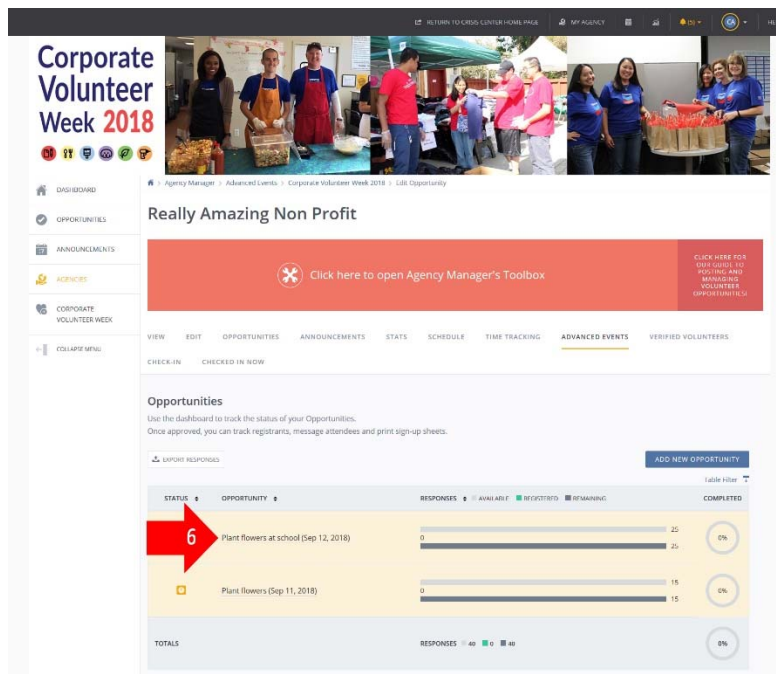 RETURN TO CRISIS CENTER HOME PAGE MY AGENCY (5) CA HE
Corporate
Volunteer
Week 2018
DASHBOARD
OPPORTUNITIES
ANNOUNCEMENTS
AGENCIES
CORPORATE
VOLUNTEER WEEK
COLLAPSE MENU
> Agency Manager > Advanced Events > Corporate Volunteer Week 2018 > Edit Opportunity
Really Amazing Non Profit
Click here to open Agency Manager's Toolbox
CLICK HERE FOR
OUR GUIDE TO
POSTING AND
MANAGING
VOLUNTEER
OPPORTUNITIES!
VIEW EDIT OPPORTUNITIES ANNOUNCEMENTS STATS SCHEDULE TIME TRACKING ADVANCED EVENTS VERIFIED VOLUNTEERS
CHECK-IN CHECKED IN NOW
Opportunities
Use the dashboard to track the status of your Opportunities.
Once approved, you can track registrants, message attendees and print sign-up sheets.
EXPORT RESPONSES ADD NEW OPPORTUNITY
Table Filter
STATUS OPPORTUNITY RESPONSES AVAILABLE REGISTERED REMAINING COMPLETED
25
6 Plant flowers at school (Sep 12, 2018) 0 0%
25
15
Plant flowers (Sep 11, 2018) 0 0%
15
TOTALS RESPONSES 40 0 40 0%